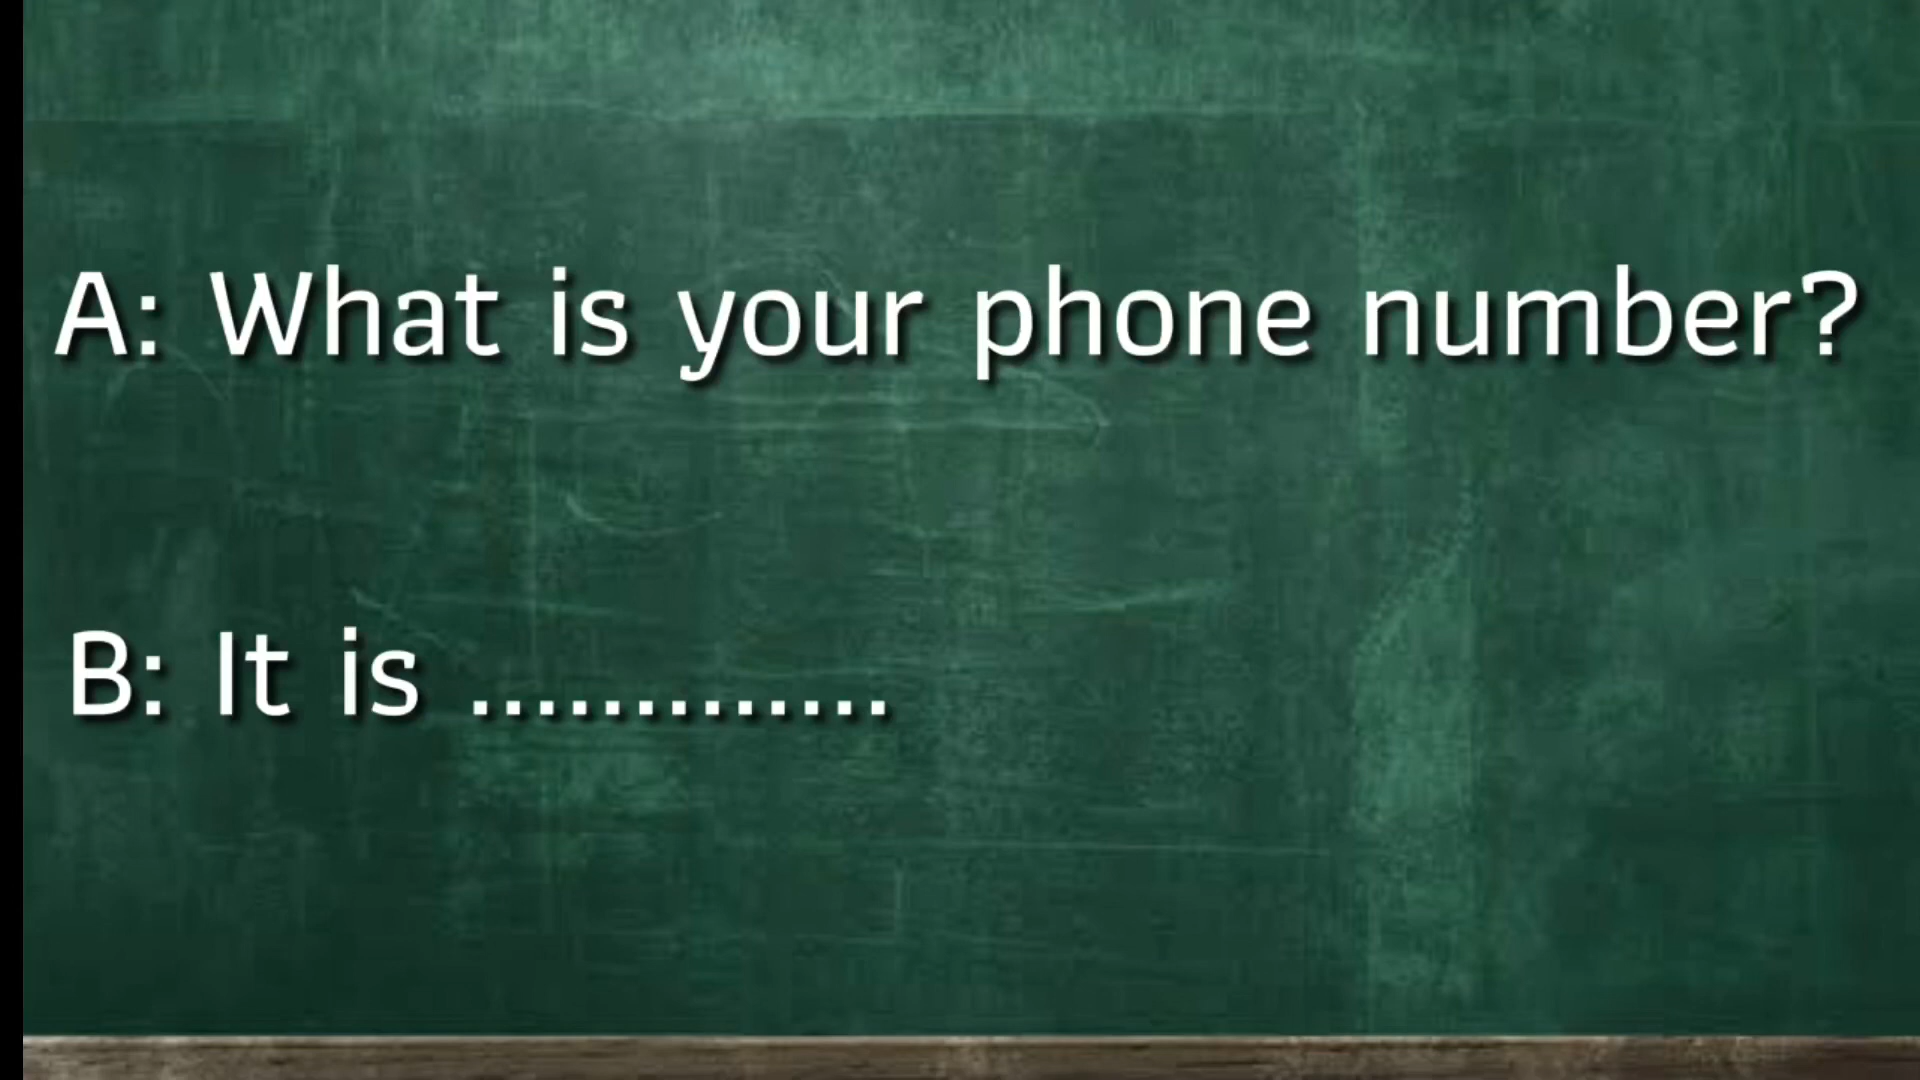 A: What is your phone number?
B: It is .............